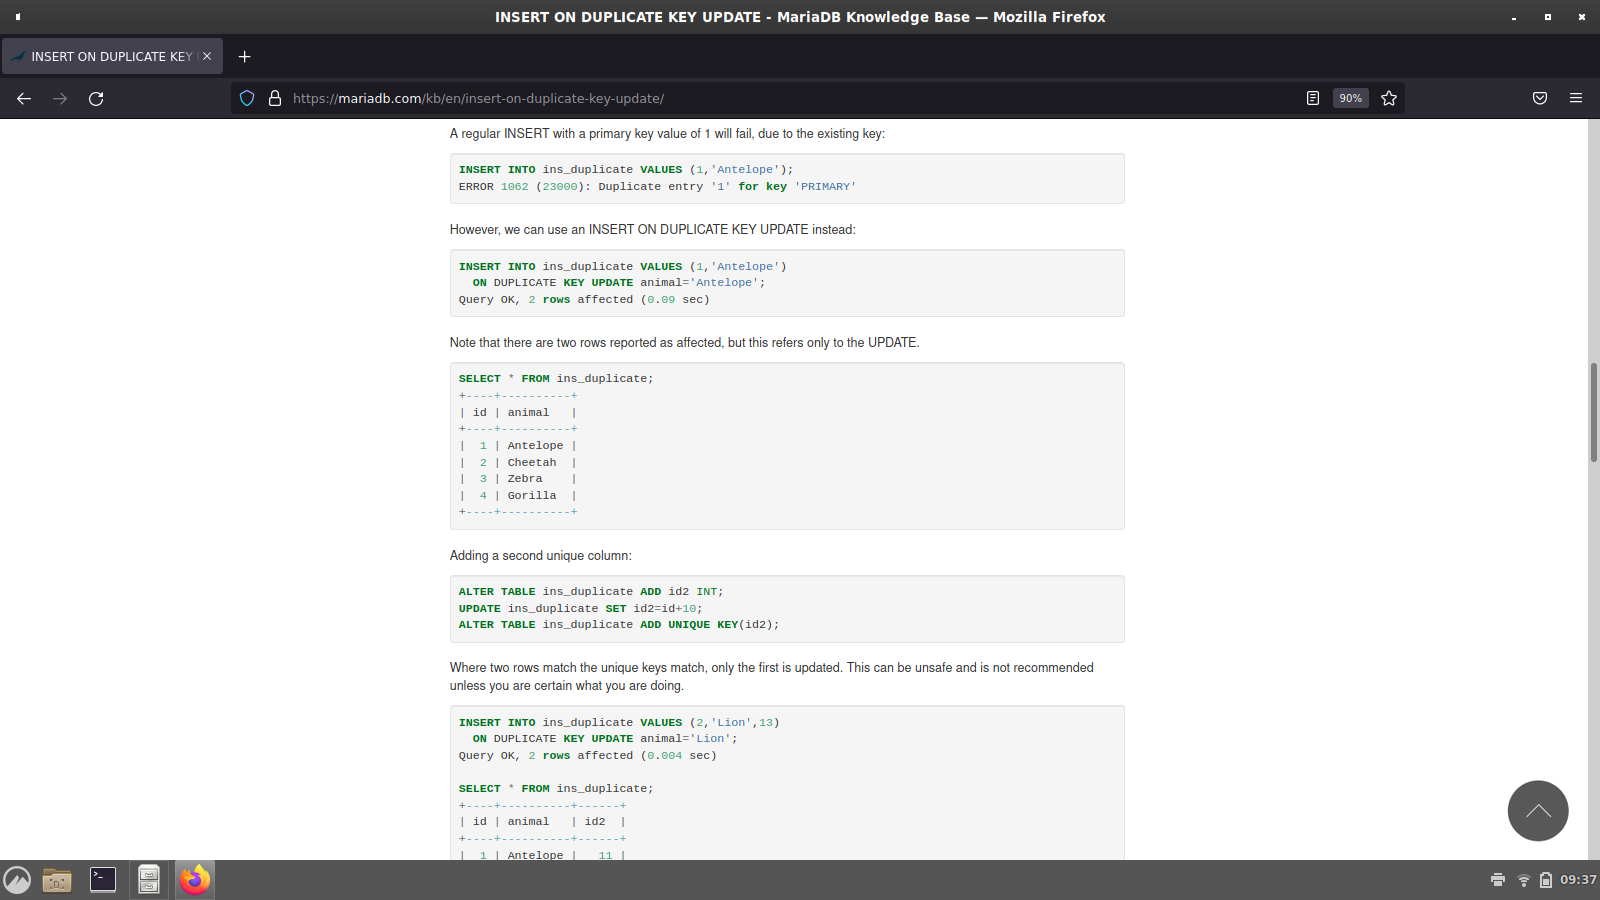 INSERT ON DUPLICATE KEY UPDATE - MariaDB Knowledge Base — Mozilla Firefox
INSERT ON DUPLICATE KEY
https://mariadb.com/kb/en/insert-on-duplicate-key-update/
90%
A regular INSERT with a primary key value of 1 will fail, due to the existing key:
INSERT INTO ins_duplicate VALUES (1,'Antelope');
ERROR 1062 (23000): Duplicate entry '1' for key 'PRIMARY'
However, we can use an INSERT ON DUPLICATE KEY UPDATE instead:
INSERT INTO ins_duplicate VALUES (1,'Antelope')
  ON DUPLICATE KEY UPDATE animal='Antelope';
Query OK, 2 rows affected (0.09 sec)
Note that there are two rows reported as affected, but this refers only to the UPDATE.
SELECT * FROM ins_duplicate;
+----+----------+
| id | animal   |
+----+----------+
|  1 | Antelope |
|  2 | Cheetah  |
|  3 | Zebra    |
|  4 | Gorilla  |
+----+----------+
Adding a second unique column:
ALTER TABLE ins_duplicate ADD id2 INT;
UPDATE ins_duplicate SET id2=id+10;
ALTER TABLE ins_duplicate ADD UNIQUE KEY(id2);
Where two rows match the unique keys match, only the first is updated. This can be unsafe and is not recommended
unless you are certain what you are doing.
INSERT INTO ins_duplicate VALUES (2,'Lion',13)
  ON DUPLICATE KEY UPDATE animal='Lion';
Query OK, 2 rows affected (0.004 sec)
SELECT * FROM ins_duplicate;
+----+----------+------+
| id | animal   | id2  |
+----+----------+------+
|  1 | Antelope |   11 |
09:37